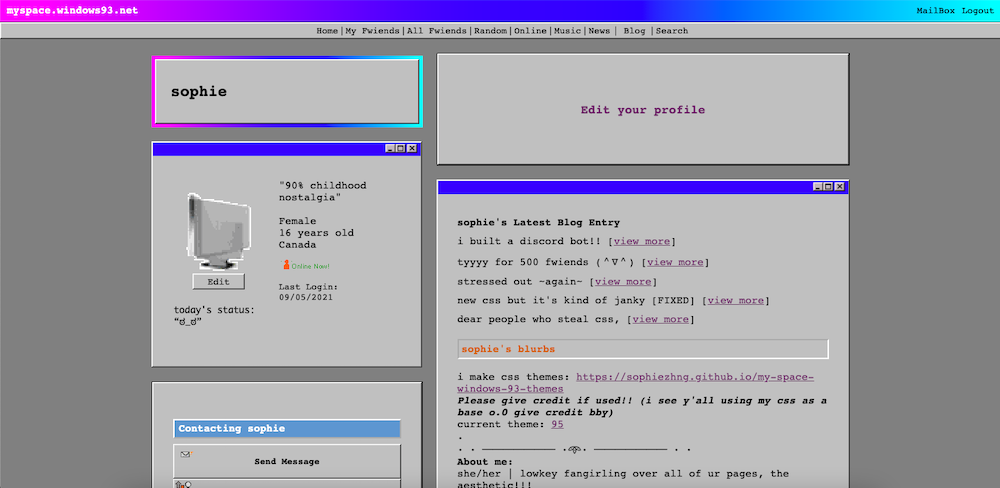 myspace.windows93.net
MailBox Logout
Home|My Fwiends|All Fwiends|Random|Online|Music|News | Blog |Search
sophie
Edit your profile
"90% childhood
nostalgia"
Female
16 years old
Canada
Online Now!
Last Login:
09/05/2021
Edit
today's status:
“ಠ_ಠ”
Contacting sophie
Send Message
sophie's Latest Blog Entry
i built a discord bot!! [view more]
tyyyy for 500 fwiends (^∇^) [view more]
stressed out -again- [view more]
new css but it's kind of janky [FIXED] [view more]
dear people who steal css, [view more]
sophie's blurbs
i make css themes: https://sophiezhng.github.io/my-space-
windows-93-themes
Please give credit if used!! (i see y'all using my css as a
base o.0 give credit bby)
current theme: 95
About me:
she/her | lowkey fangirling over all of ur pages, the
aesthetic!!!